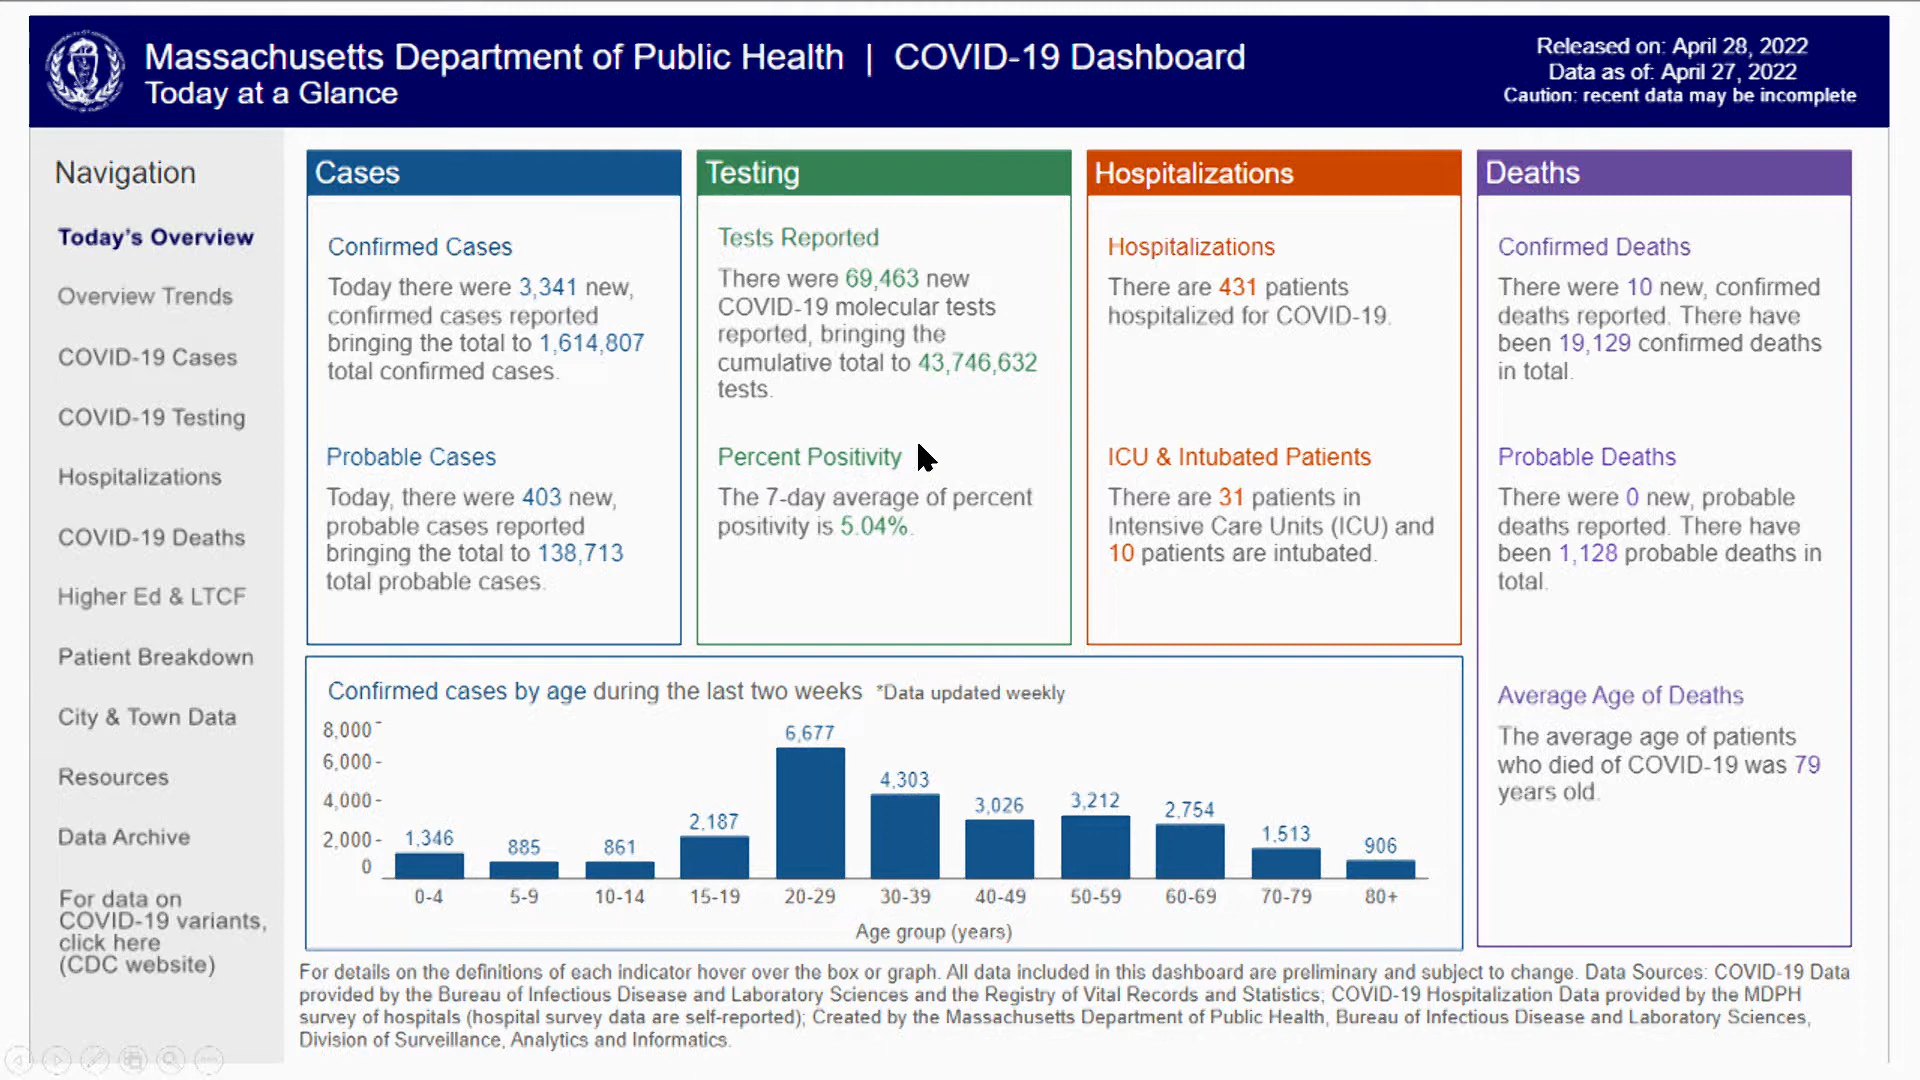 Massachusetts Department of Public Health | COVID-19 Dashboard
Today at a Glance
Released on: April 28, 2022
Data as of: April 27, 2022
Caution: recent data may be incomplete
Navigation
Today's Overview
Overview Trends
COVID-19 Cases
COVID-19 Testing
Hospitalizations
COVID-19 Deaths
Higher Ed & LTCF
Patient Breakdown
City & Town Data
Resources
Data Archive
For data on
COVID-19 variants,
click here
(CDC website)
Cases
Confirmed Cases
Today there were 3,341 new,
confirmed cases reported
bringing the total to 1,614,807
total confirmed cases.
Probable Cases
Today, there were 403 new,
probable cases reported
bringing the total to 138,713
total probable cases.
Testing
Tests Reported
There were 69,463 new
COVID-19 molecular tests
reported, bringing the
cumulative total to 43,746,632
tests.
Percent Positivity
The 7-day average of percent
positivity is 5.04%.
Hospitalizations
Hospitalizations
There are 431 patients
hospitalized for COVID-19.
ICU & Intubated Patients
There are 31 patients in
Intensive Care Units (ICU) and
10 patients are intubated.
Deaths
Confirmed Deaths
There were 10 new, confirmed
deaths reported. There have
been 19,129 confirmed deaths
in total.
Probable Deaths
There were 0 new, probable
deaths reported. There have
been 1,128 probable deaths in
total.
Average Age of Deaths
The average age of patients
who died of COVID-19 was 79
years old.
Confirmed cases by age during the last two weeks *Data updated weekly
8,000
6,000
4,000
2,000
0
1,346
885
861
2,187
6,677
4,303
3,026
3,212
2,754
1,513
906
0-4 5-9 10-14 15-19 20-29 30-39 40-49 50-59 60-69 70-79 80+
Age group (years)
For details on the definitions of each indicator hover over the box or graph. All data included in this dashboard are preliminary and subject to change. Data Sources: COVID-19 Data
provided by the Bureau of Infectious Disease and Laboratory Sciences and the Registry of Vital Records and Statistics; COVID-19 Hospitalization Data provided by the MDPH
survey of hospitals (hospital survey data are self-reported); Created by the Massachusetts Department of Public Health, Bureau of Infectious Disease and Laboratory Sciences,
Division of Surveillance, Analytics and Informatics.